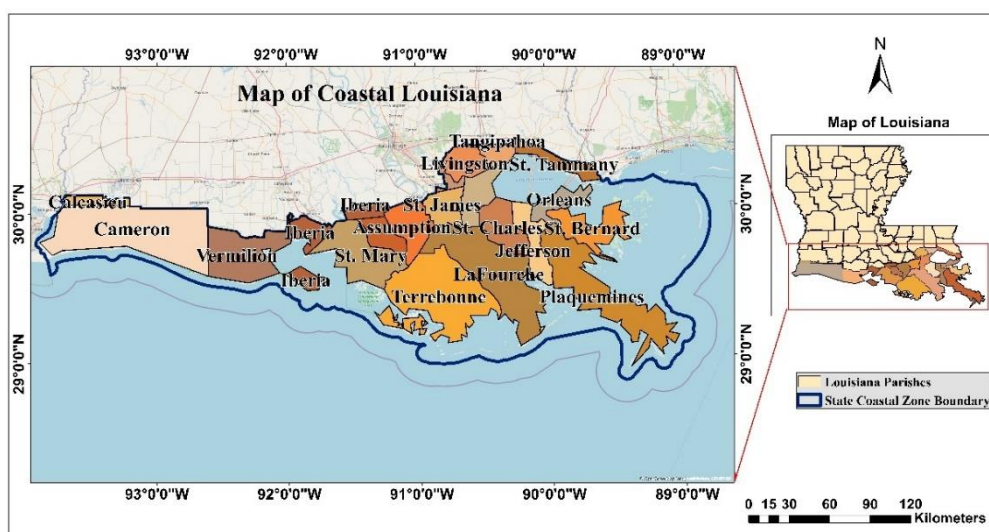 93°0'0"W 92°0'0"W 91°0'0"W 90°0'0"W 89°0'0"W
N
Map of Coastal Louisiana
Map of Louisiana
Tangipahoa
Livingston St. Tammany
Calcasieu Iberia St. James Orleans
Cameron Iberia Assumption St. Charles St. Bernard
Vermilion St. Mary Jefferson
Iberia LaFourche
Terrebonne Plaquemines
30°0'0"N 30°0'0"N
29°0'0"N 29°0'0"N
Louisiana Parishes
State Coastal Zone Boundary
93°0'0"W 92°0'0"W 91°0'0"W 90°0'0"W 89°0'0"W
0 15 30 60 90 120
Kilometers